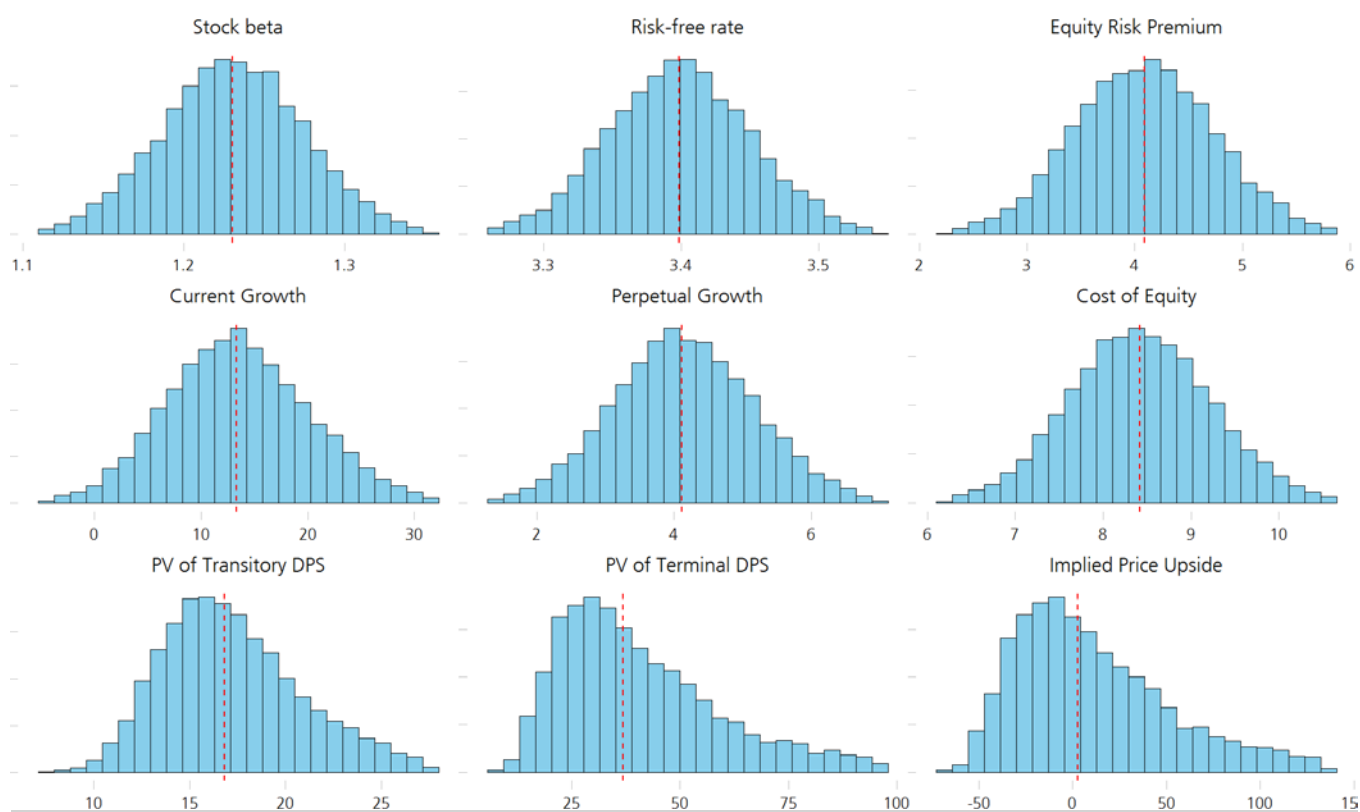 Stock beta
Risk-free rate
Equity Risk Premium
1.1 1.2 1.3
3.3 3.4 3.5
2 3 4 5 6
Current Growth
Perpetual Growth
Cost of Equity
0 10 20 30
2 4 6
6 7 8 9 10
PV of Transitory DPS
PV of Terminal DPS
Implied Price Upside
10 15 20 25
25 50 75 100
-50 0 50 100 15